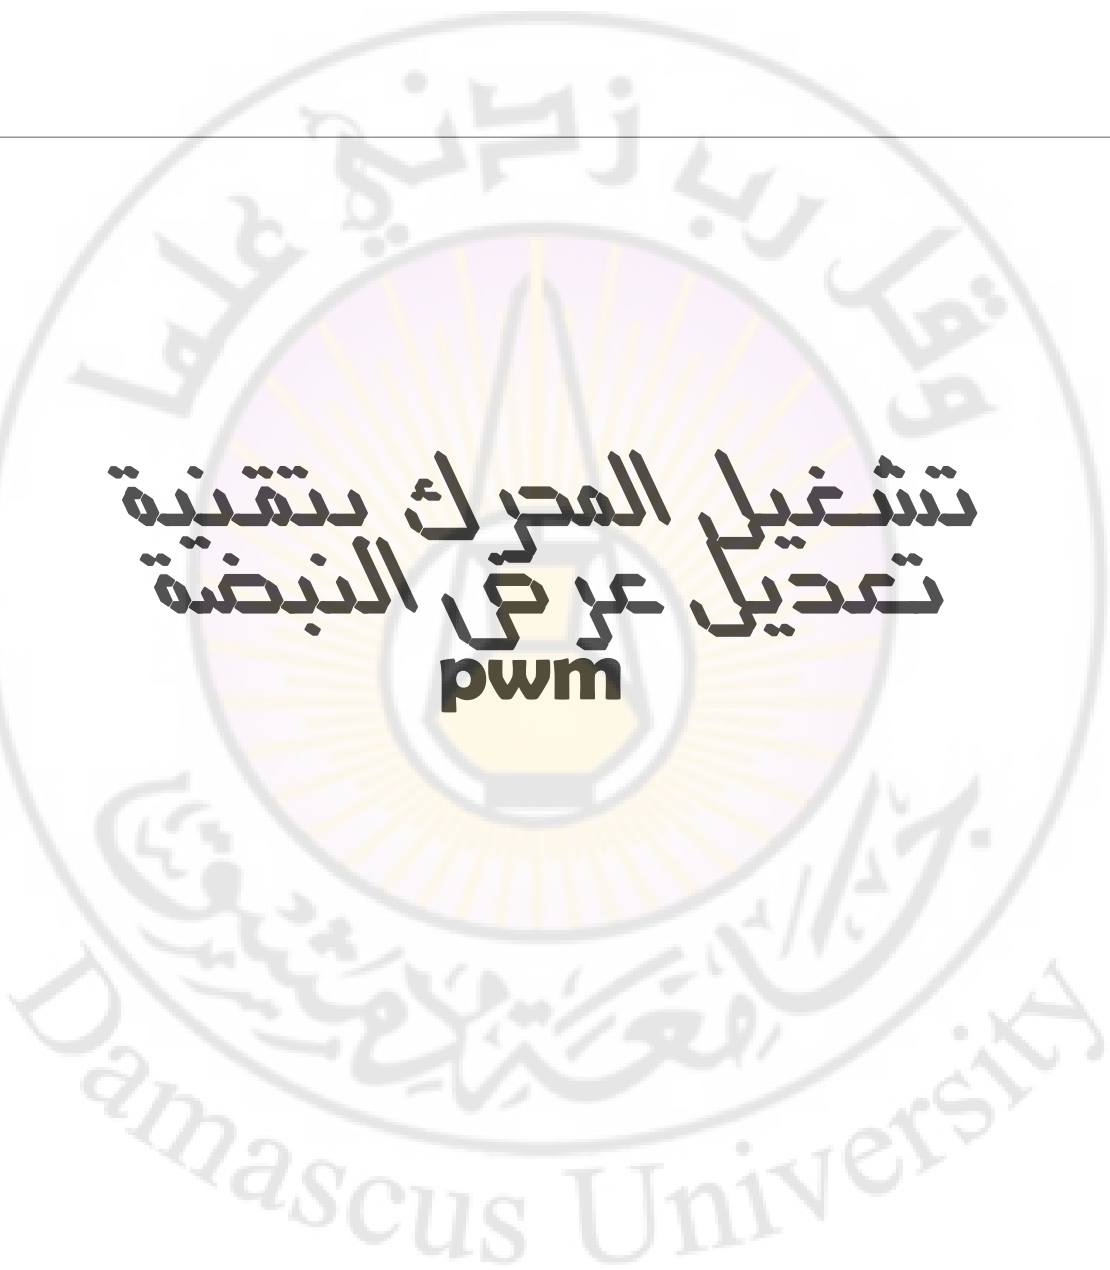 وقل رب زدني علما
تشغيل المحرك بتقنية
تعديل عرض النبضة
pwm
جامعة دمشق
Damascus University